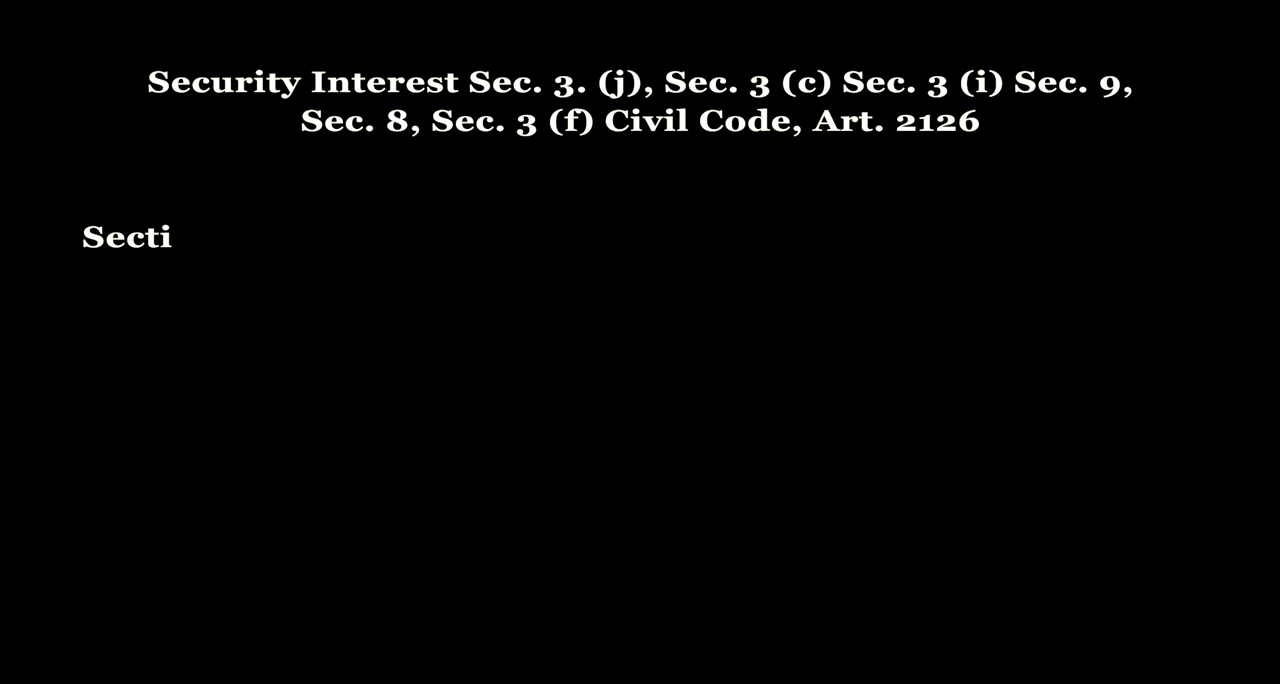 Security Interest Sec. 3. (j), Sec. 3 (c) Sec. 3 (i) Sec. 9,
Sec. 8, Sec. 3 (f) Civil Code, Art. 2126
Secti